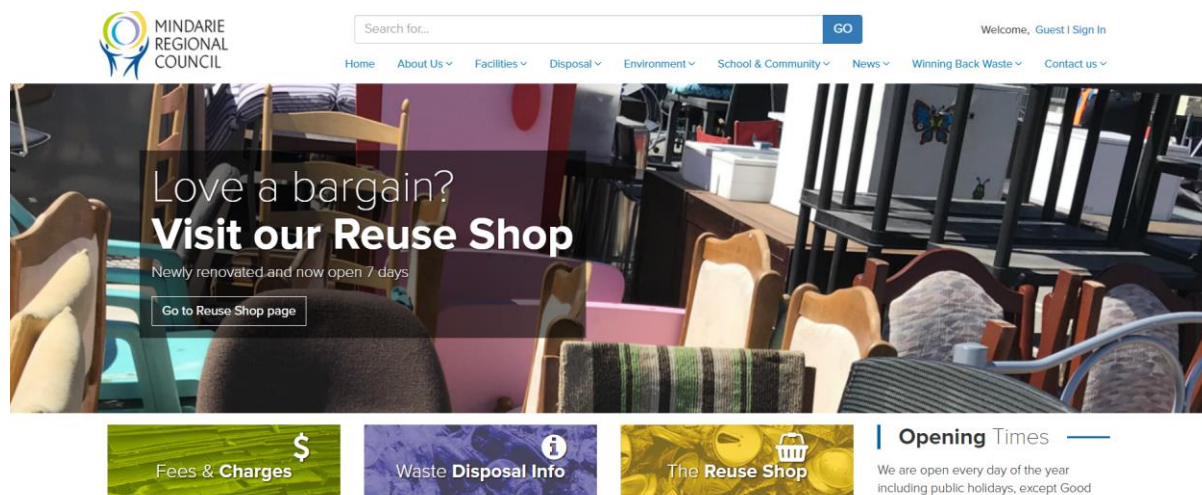 MINDARIE
REGIONAL
COUNCIL
Search for...
GO
Welcome, Guest | Sign In
Home About Us Facilities Disposal Environment School & Community News Winning Back Waste Contact us
Love a bargain?
Visit our Reuse Shop
Newly renovated and now open 7 days
Go to Reuse Shop page
Fees & Charges
$
Waste Disposal Info
i
The Reuse Shop
Opening Times
We are open every day of the year
including public holidays, except Good